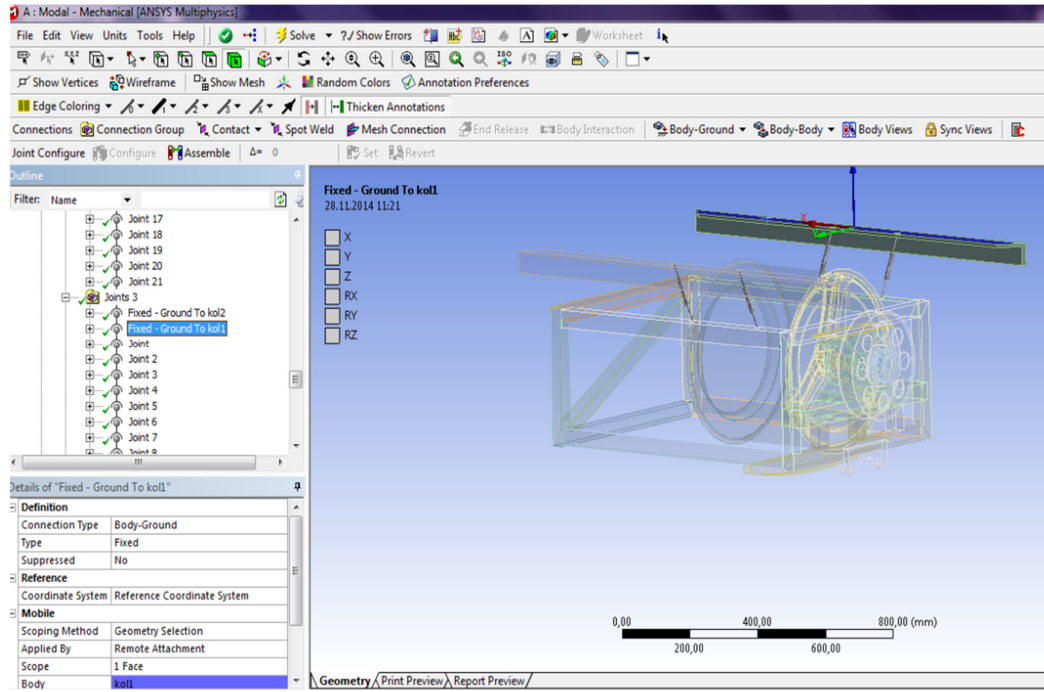 A : Modal - Mechanical [ANSYS Multiphysics]
File Edit View Units Tools Help Solve ?/ Show Errors Worksheet
Show Vertices Wireframe Show Mesh Random Colors Annotation Preferences
Edge Coloring Thicken Annotations
Connections Connection Group Contact Spot Weld Mesh Connection End Release Body Interaction Body-Ground Body-Body Body Views Sync Views
Joint Configure Configure Assemble Δ= 0 Set Revert
Outline
Filter: Name
Joint 17
Joint 18
Joint 19
Joint 20
Joint 21
Joints 3
Fixed - Ground To kol2
Fixed - Ground To kol1
Joint
Joint 2
Joint 3
Joint 4
Joint 5
Joint 6
Joint 7
Joint 8
Details of "Fixed - Ground To kol1"
Definition
Connection Type Body-Ground
Type Fixed
Suppressed No
Reference
Coordinate System Reference Coordinate System
Mobile
Scoping Method Geometry Selection
Applied By Remote Attachment
Scope 1 Face
Body kol1
Fixed - Ground To kol1
28.11.2014 11:21
X
Y
Z
RX
RY
RZ
X
0,00 400,00 800,00 (mm)
200,00 600,00
Geometry Print Preview Report Preview